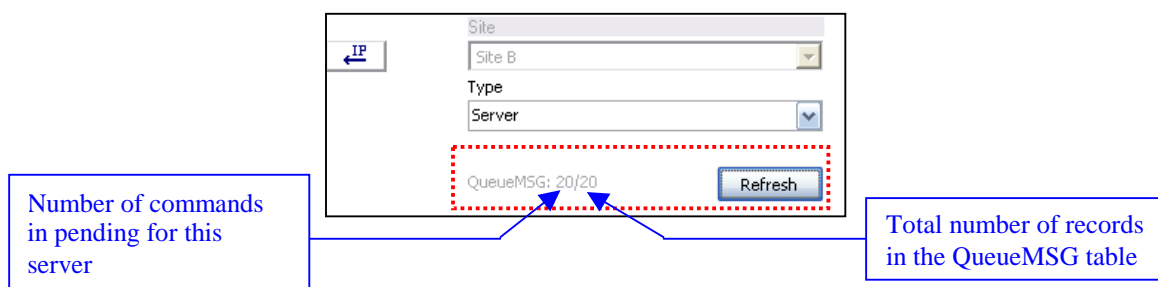 Site
IP
Site B
Type
Server
QueueMSG: 20/20
Refresh
Number of commands
in pending for this
server
Total number of records
in the QueueMSG table